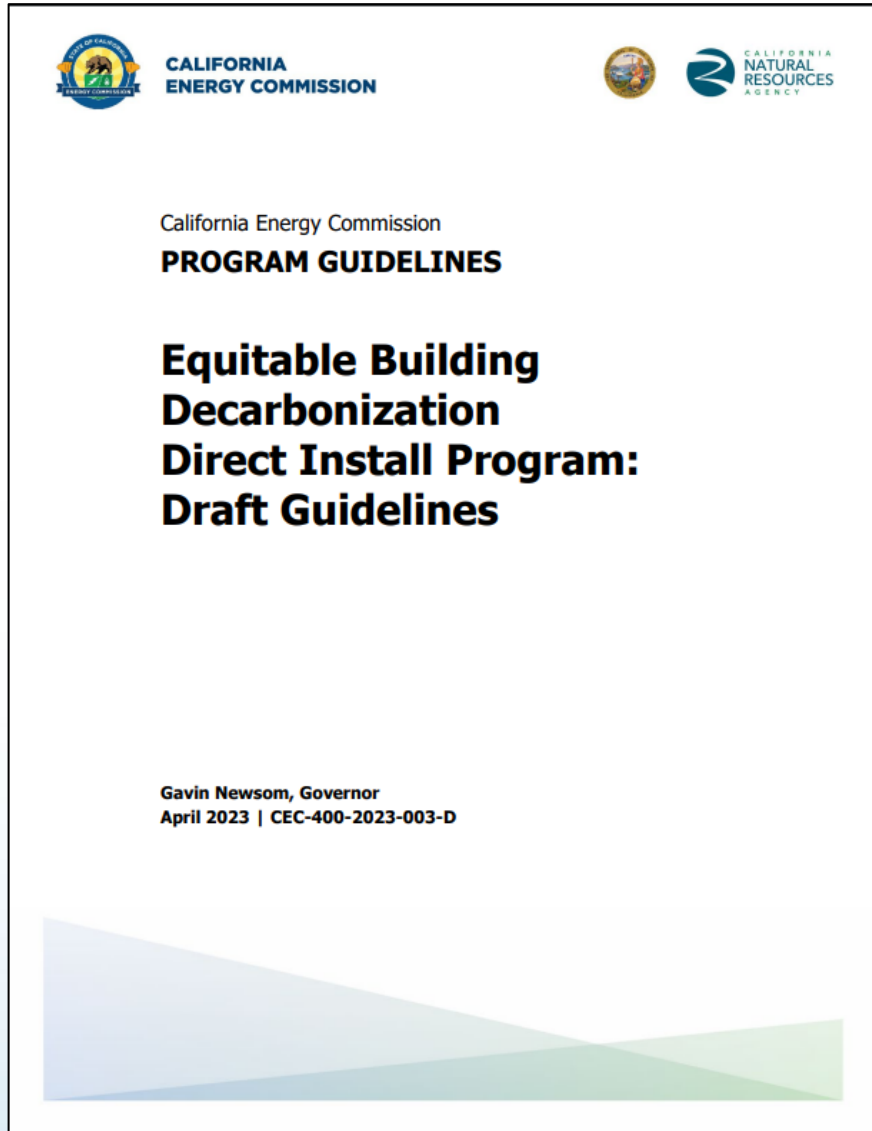 CALIFORNIA
ENERGY COMMISSION
CALIFORNIA
NATURAL
RESOURCES
AGENCY
California Energy Commission
PROGRAM GUIDELINES
Equitable Building
Decarbonization
Direct Install Program:
Draft Guidelines
Gavin Newsom, Governor
April 2023 | CEC-400-2023-003-D